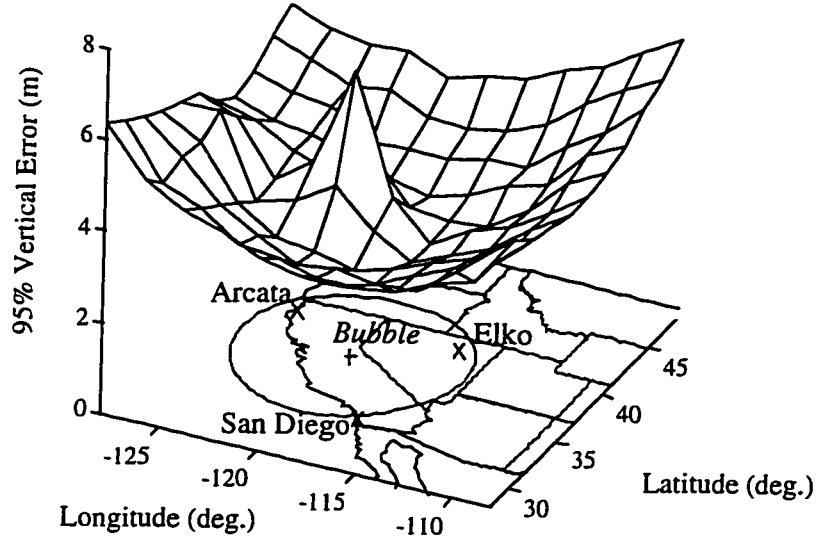 8
6
4
2
0
95% Vertical Error (m)
Arcata
Bubble
Elko
San Diego
-125
-120
-115
-110
Longitude (deg.)
45
40
35
30
Latitude (deg.)